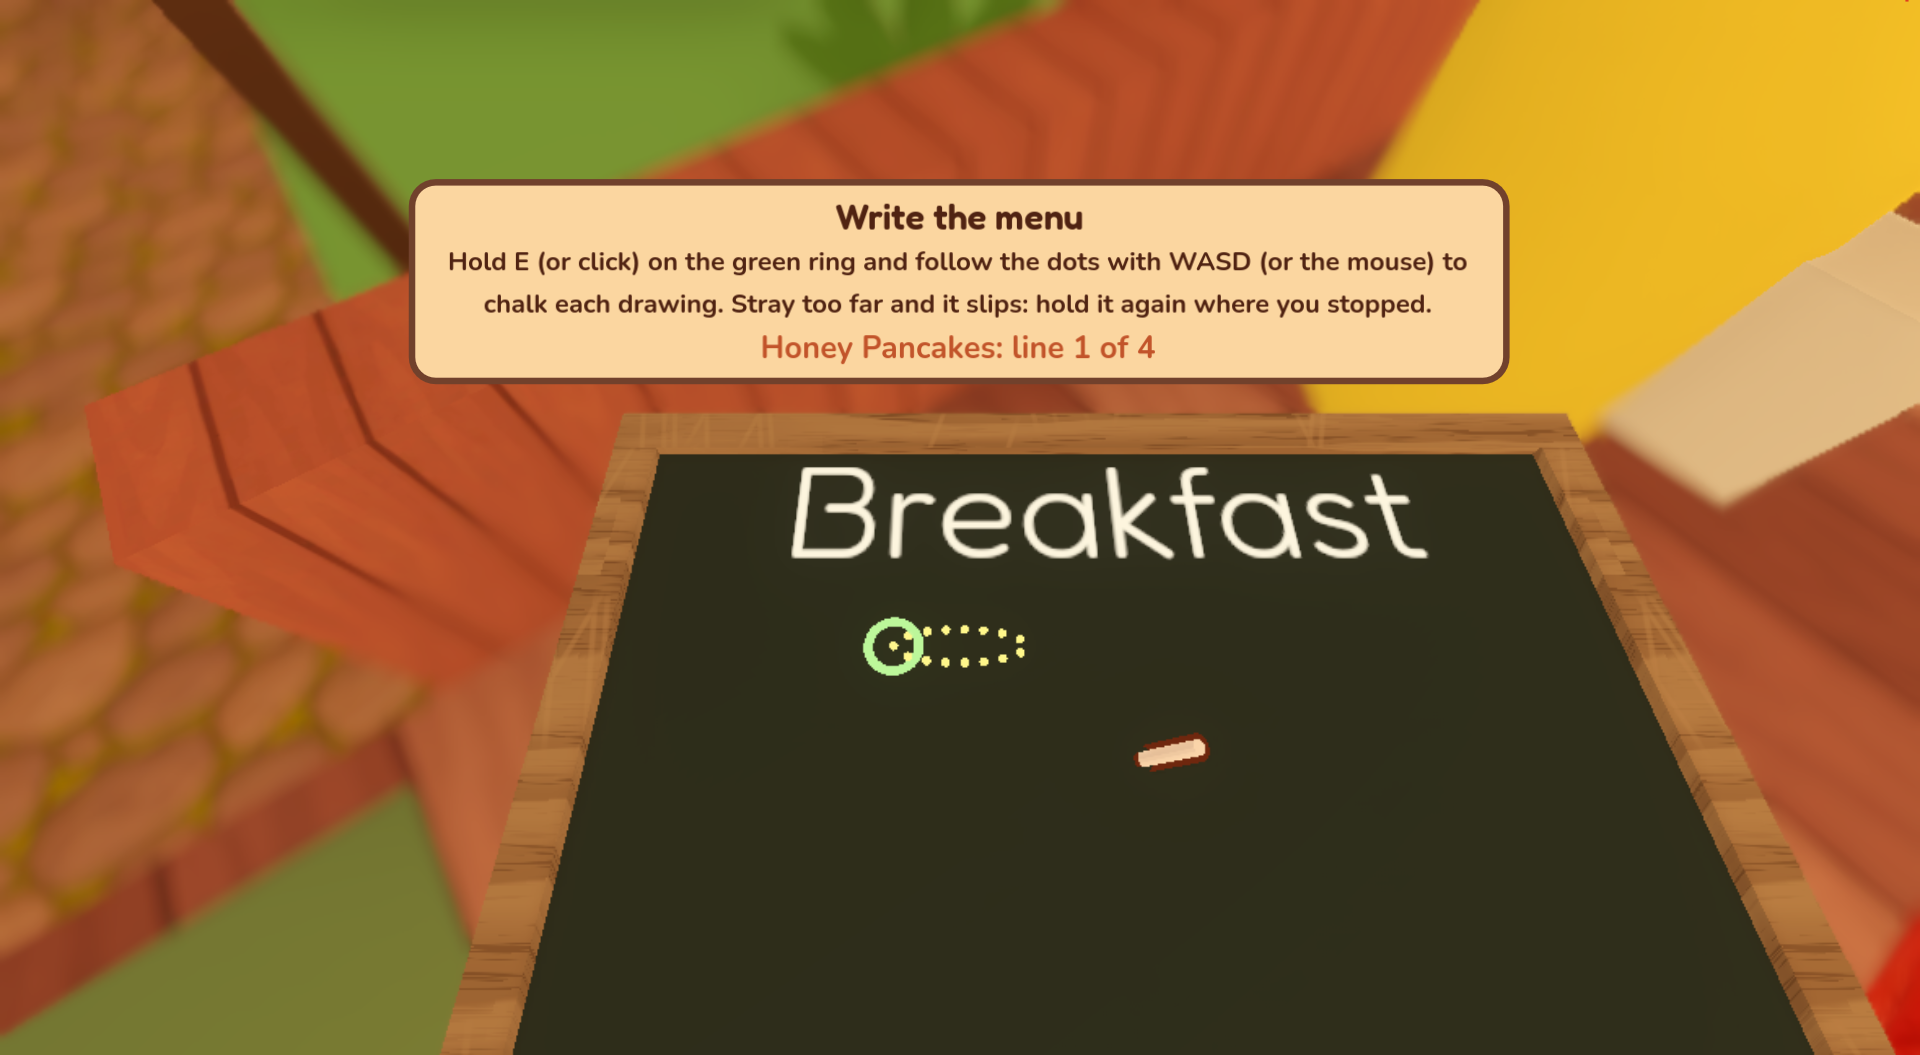 Write the menu
Hold E (or click) on the green ring and follow the dots with WASD (or the mouse) to
chalk each drawing. Stray too far and it slips: hold it again where you stopped.
Honey Pancakes: line 1 of 4
Breakfast